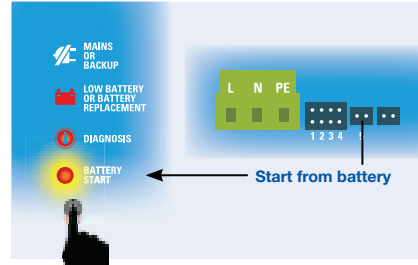 MAINS
OR
BACKUP
LOW BATTERY
OR BATTERY
REPLACEMENT
DIAGNOSIS
BATTERY
START
L N PE
1 2 3 4 5
Start from battery